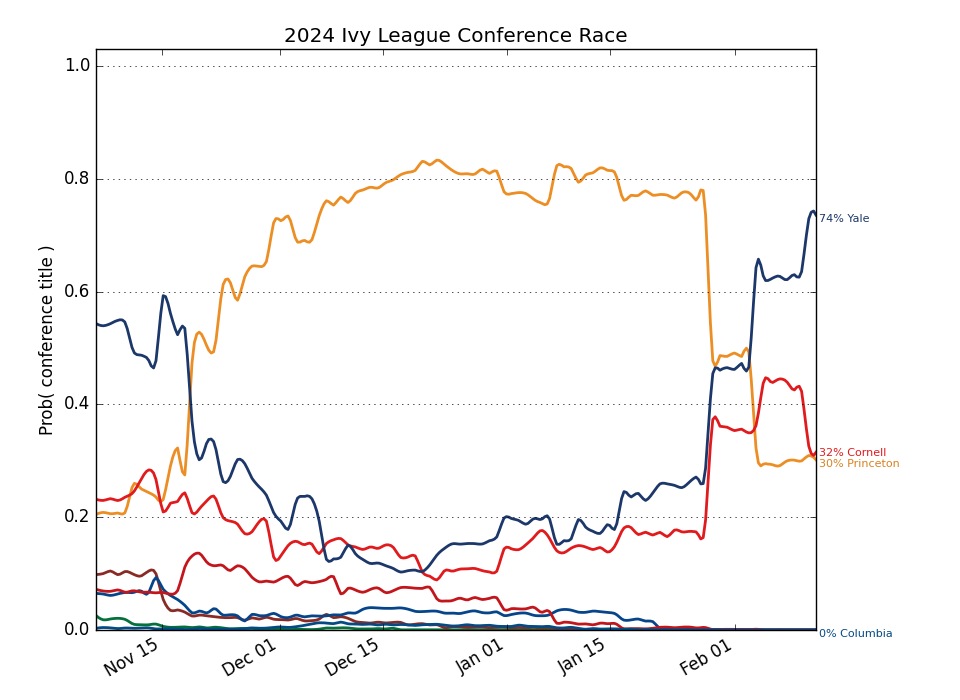 2024 Ivy League Conference Race
Prob( conference title )
1.0
0.8
0.6
0.4
0.2
0.0
74% Yale
32% Cornell
30% Princeton
0% Columbia
Nov 15
Dec 01
Dec 15
Jan 01
Jan 15
Feb 01